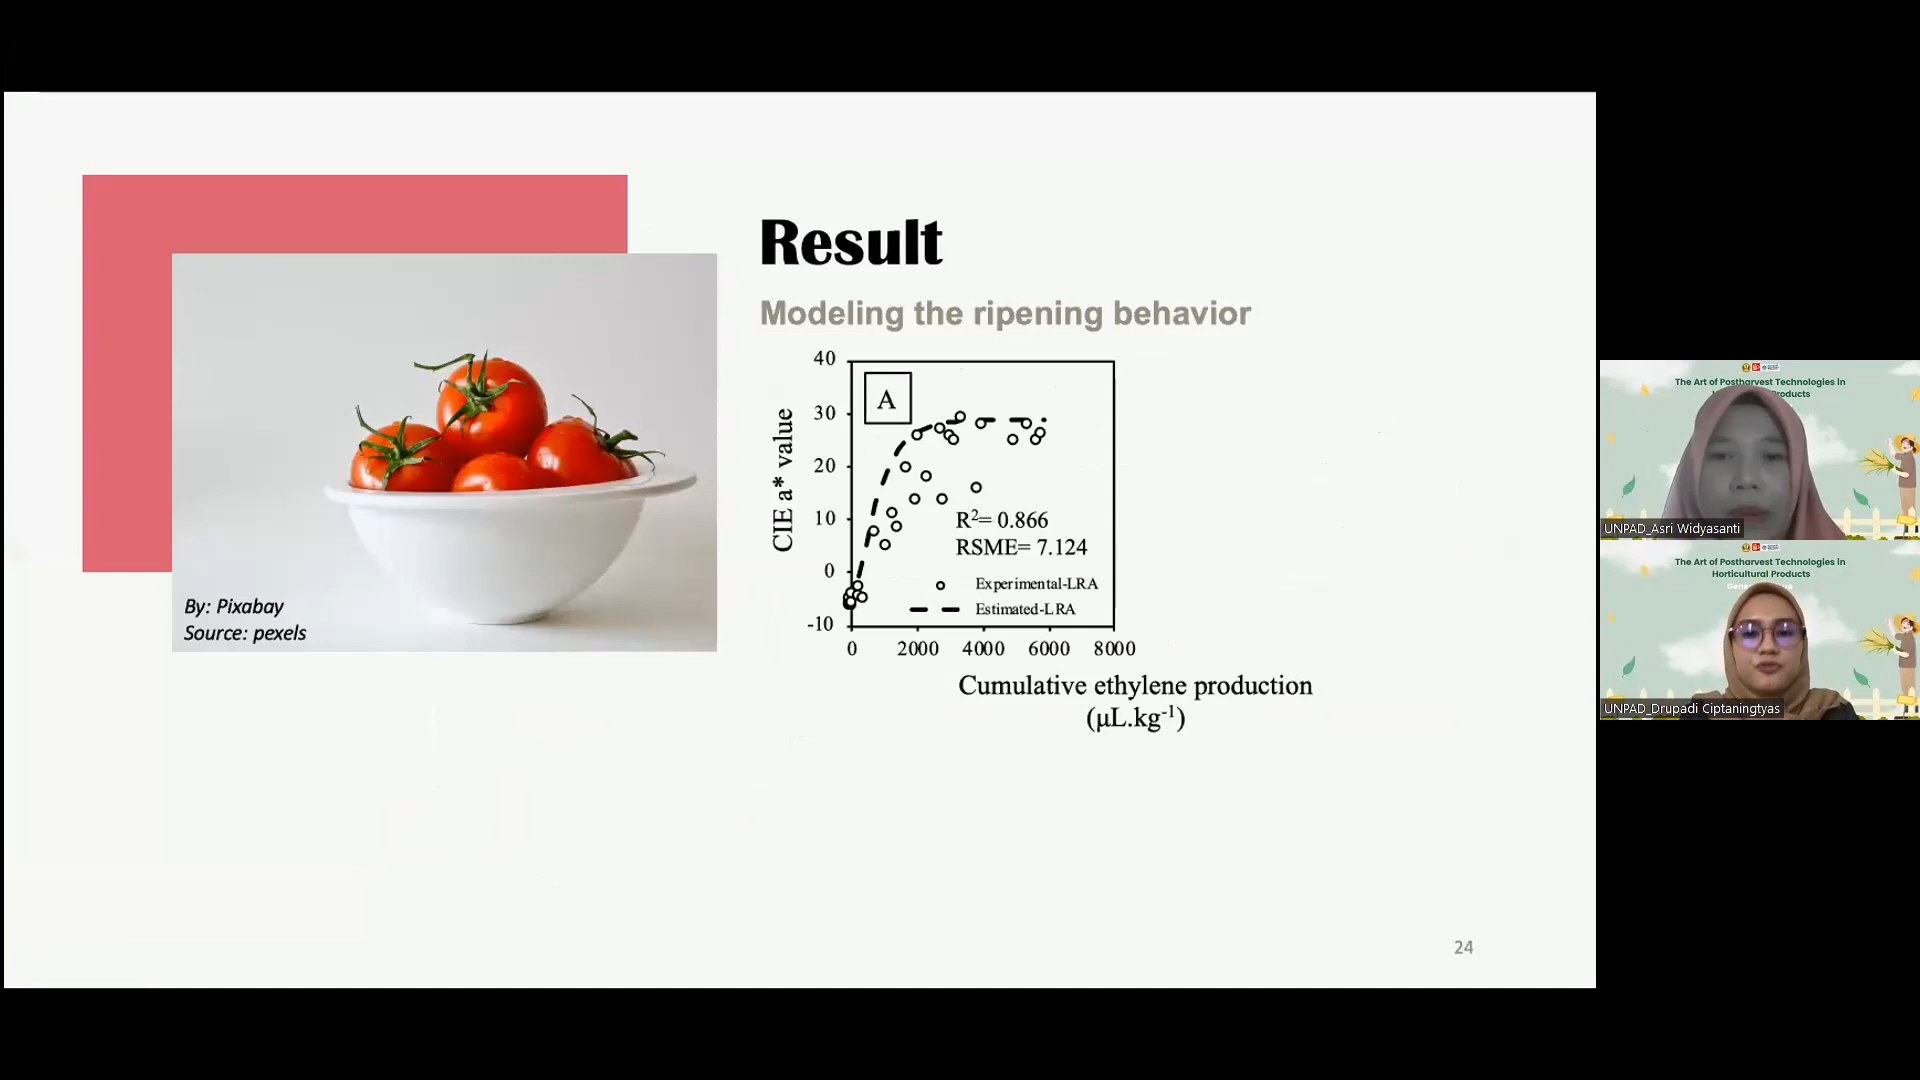 Result
Modeling the ripening behavior
By: Pixabay
Source: pexels
40
30
20
10
0
-10
CIE a* value
A
R²= 0.866
RSME= 7.124
Experimental-LRA
Estimated-LRA
0 2000 4000 6000 8000
Cumulative ethylene production
(μL.kg⁻¹)
24
The Art of Postharvest Technologies in
UNPAD_Asri Widyasanti
The Art of Postharvest Technologies in
Horticultural Products
UNPAD_Drupadi Ciptaningtyas